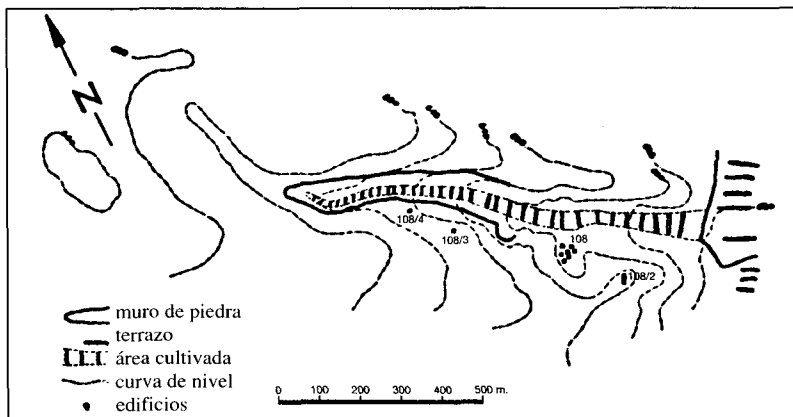 N
108/4
108/3
108
108/2
muro de piedra
terrazo
área cultivada
curva de nivel
edificios
0 100 200 300 400 500 m.